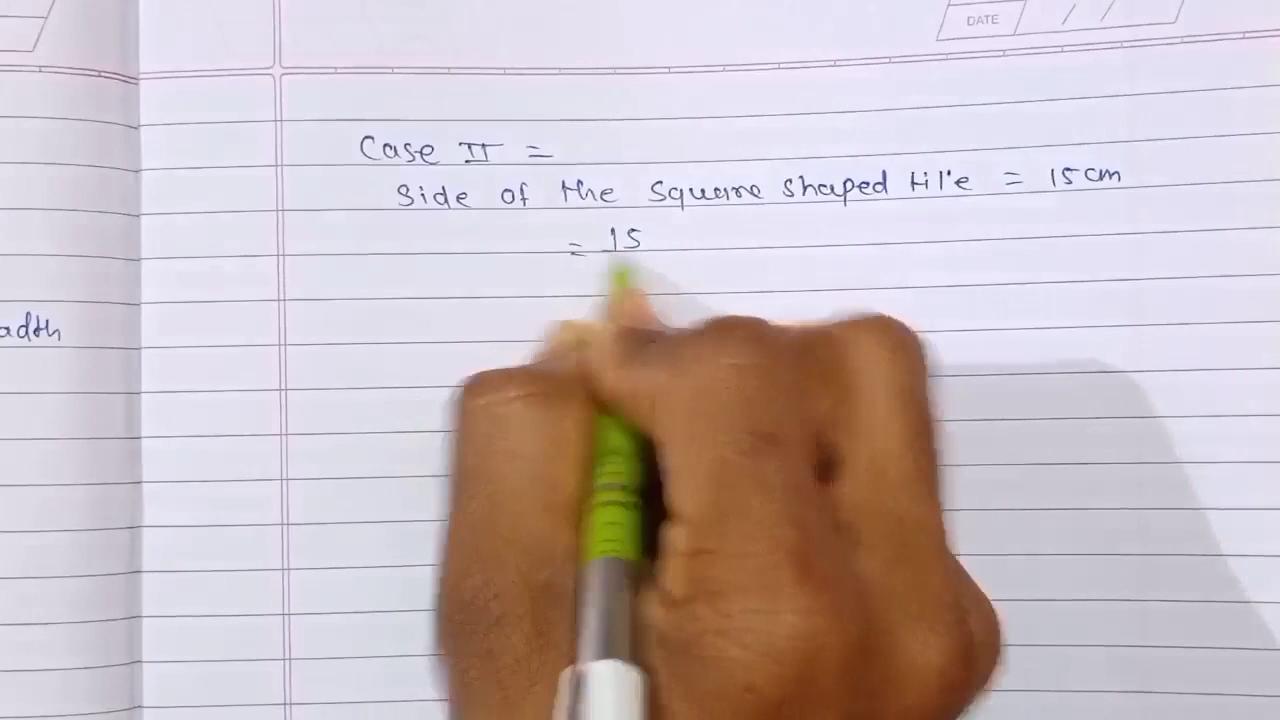 DATE / /
Case II =
Side of the Square shaped tile = 15cm
= 15
adth